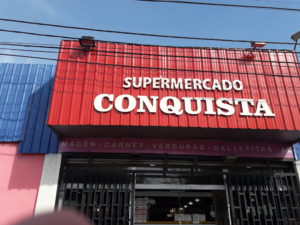 SUPERMERCADO
CONQUISTA
CARNES - VERDURAS - GALLETITAS